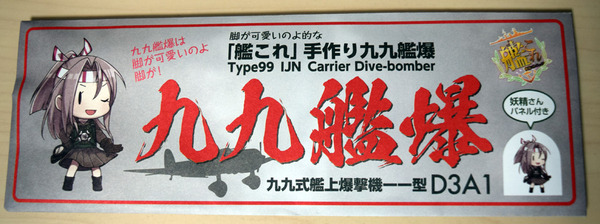 脚が可愛いのよ的な
「艦これ」手作り九九艦爆
Type99 IJN Carrier Dive-bomber
九九艦爆は
脚が可愛いのよ
脚が!
九九艦爆
妖精さん
パネル付き
九九式艦上爆撃機一一型 D3A1